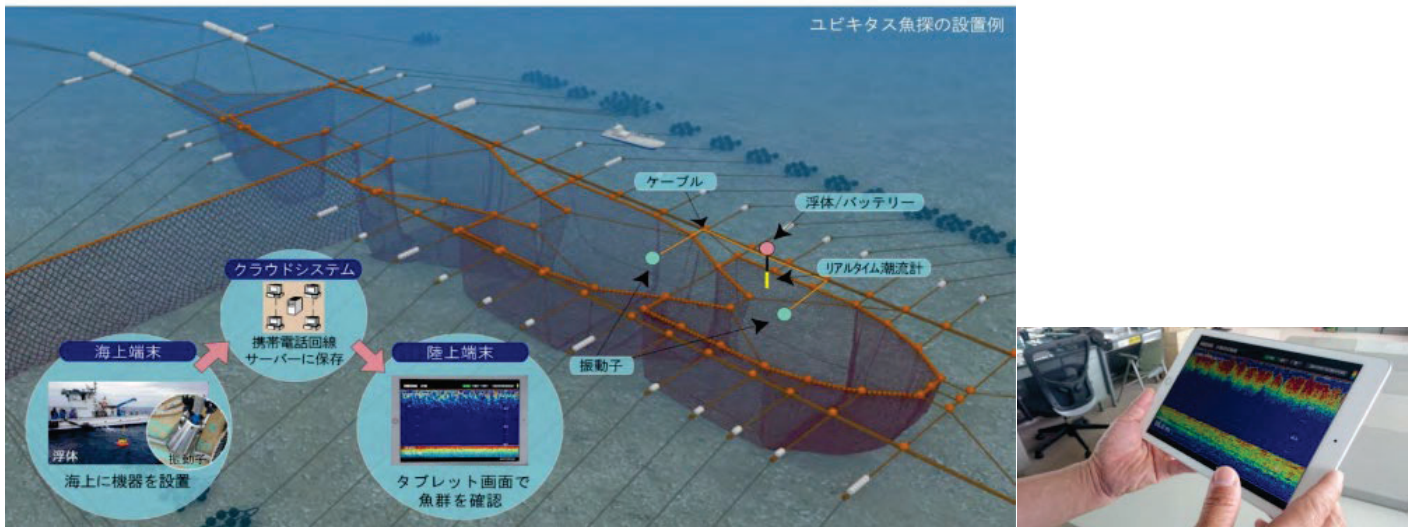 ユビキタス魚探の設置例
ケーブル
浮体/バッテリー
リアルタイム潮流計
振動子
クラウドシステム
携帯電話回線
サーバーに保存
海上端末
浮体
振動子
海上に機器を設置
陸上端末
タブレット画面で
魚群を確認